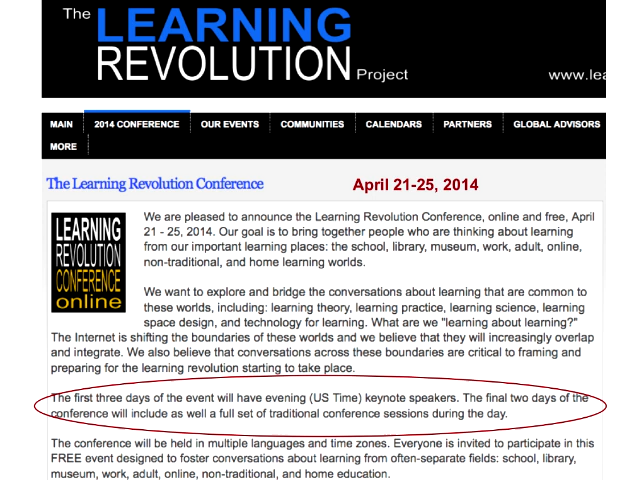 The LEARNING
REVOLUTION Project
www.lea
MAIN 2014 CONFERENCE OUR EVENTS COMMUNITIES CALENDARS PARTNERS GLOBAL ADVISORS
MORE
The Learning Revolution Conference April 21-25, 2014
LEARNING
REVOLUTION
CONFERENCE
online
We are pleased to announce the Learning Revolution Conference, online and free, April
21 - 25, 2014. Our goal is to bring together people who are thinking about learning
from our important learning places: the school, library, museum, work, adult, online,
non-traditional, and home learning worlds.
We want to explore and bridge the conversations about learning that are common to
these worlds, including: learning theory, learning practice, learning science, learning
space design, and technology for learning. What are we "learning about learning?"
The Internet is shifting the boundaries of these worlds and we believe that they will increasingly overlap
and integrate. We also believe that conversations across these boundaries are critical to framing and
preparing for the learning revolution starting to take place.
The first three days of the event will have evening (US Time) keynote speakers. The final two days of the
conference will include as well a full set of traditional conference sessions during the day.
The conference will be held in multiple languages and time zones. Everyone is invited to participate in this
FREE event designed to foster conversations about learning from often-separate fields: school, library,
museum, work, adult, online, non-traditional, and home education.